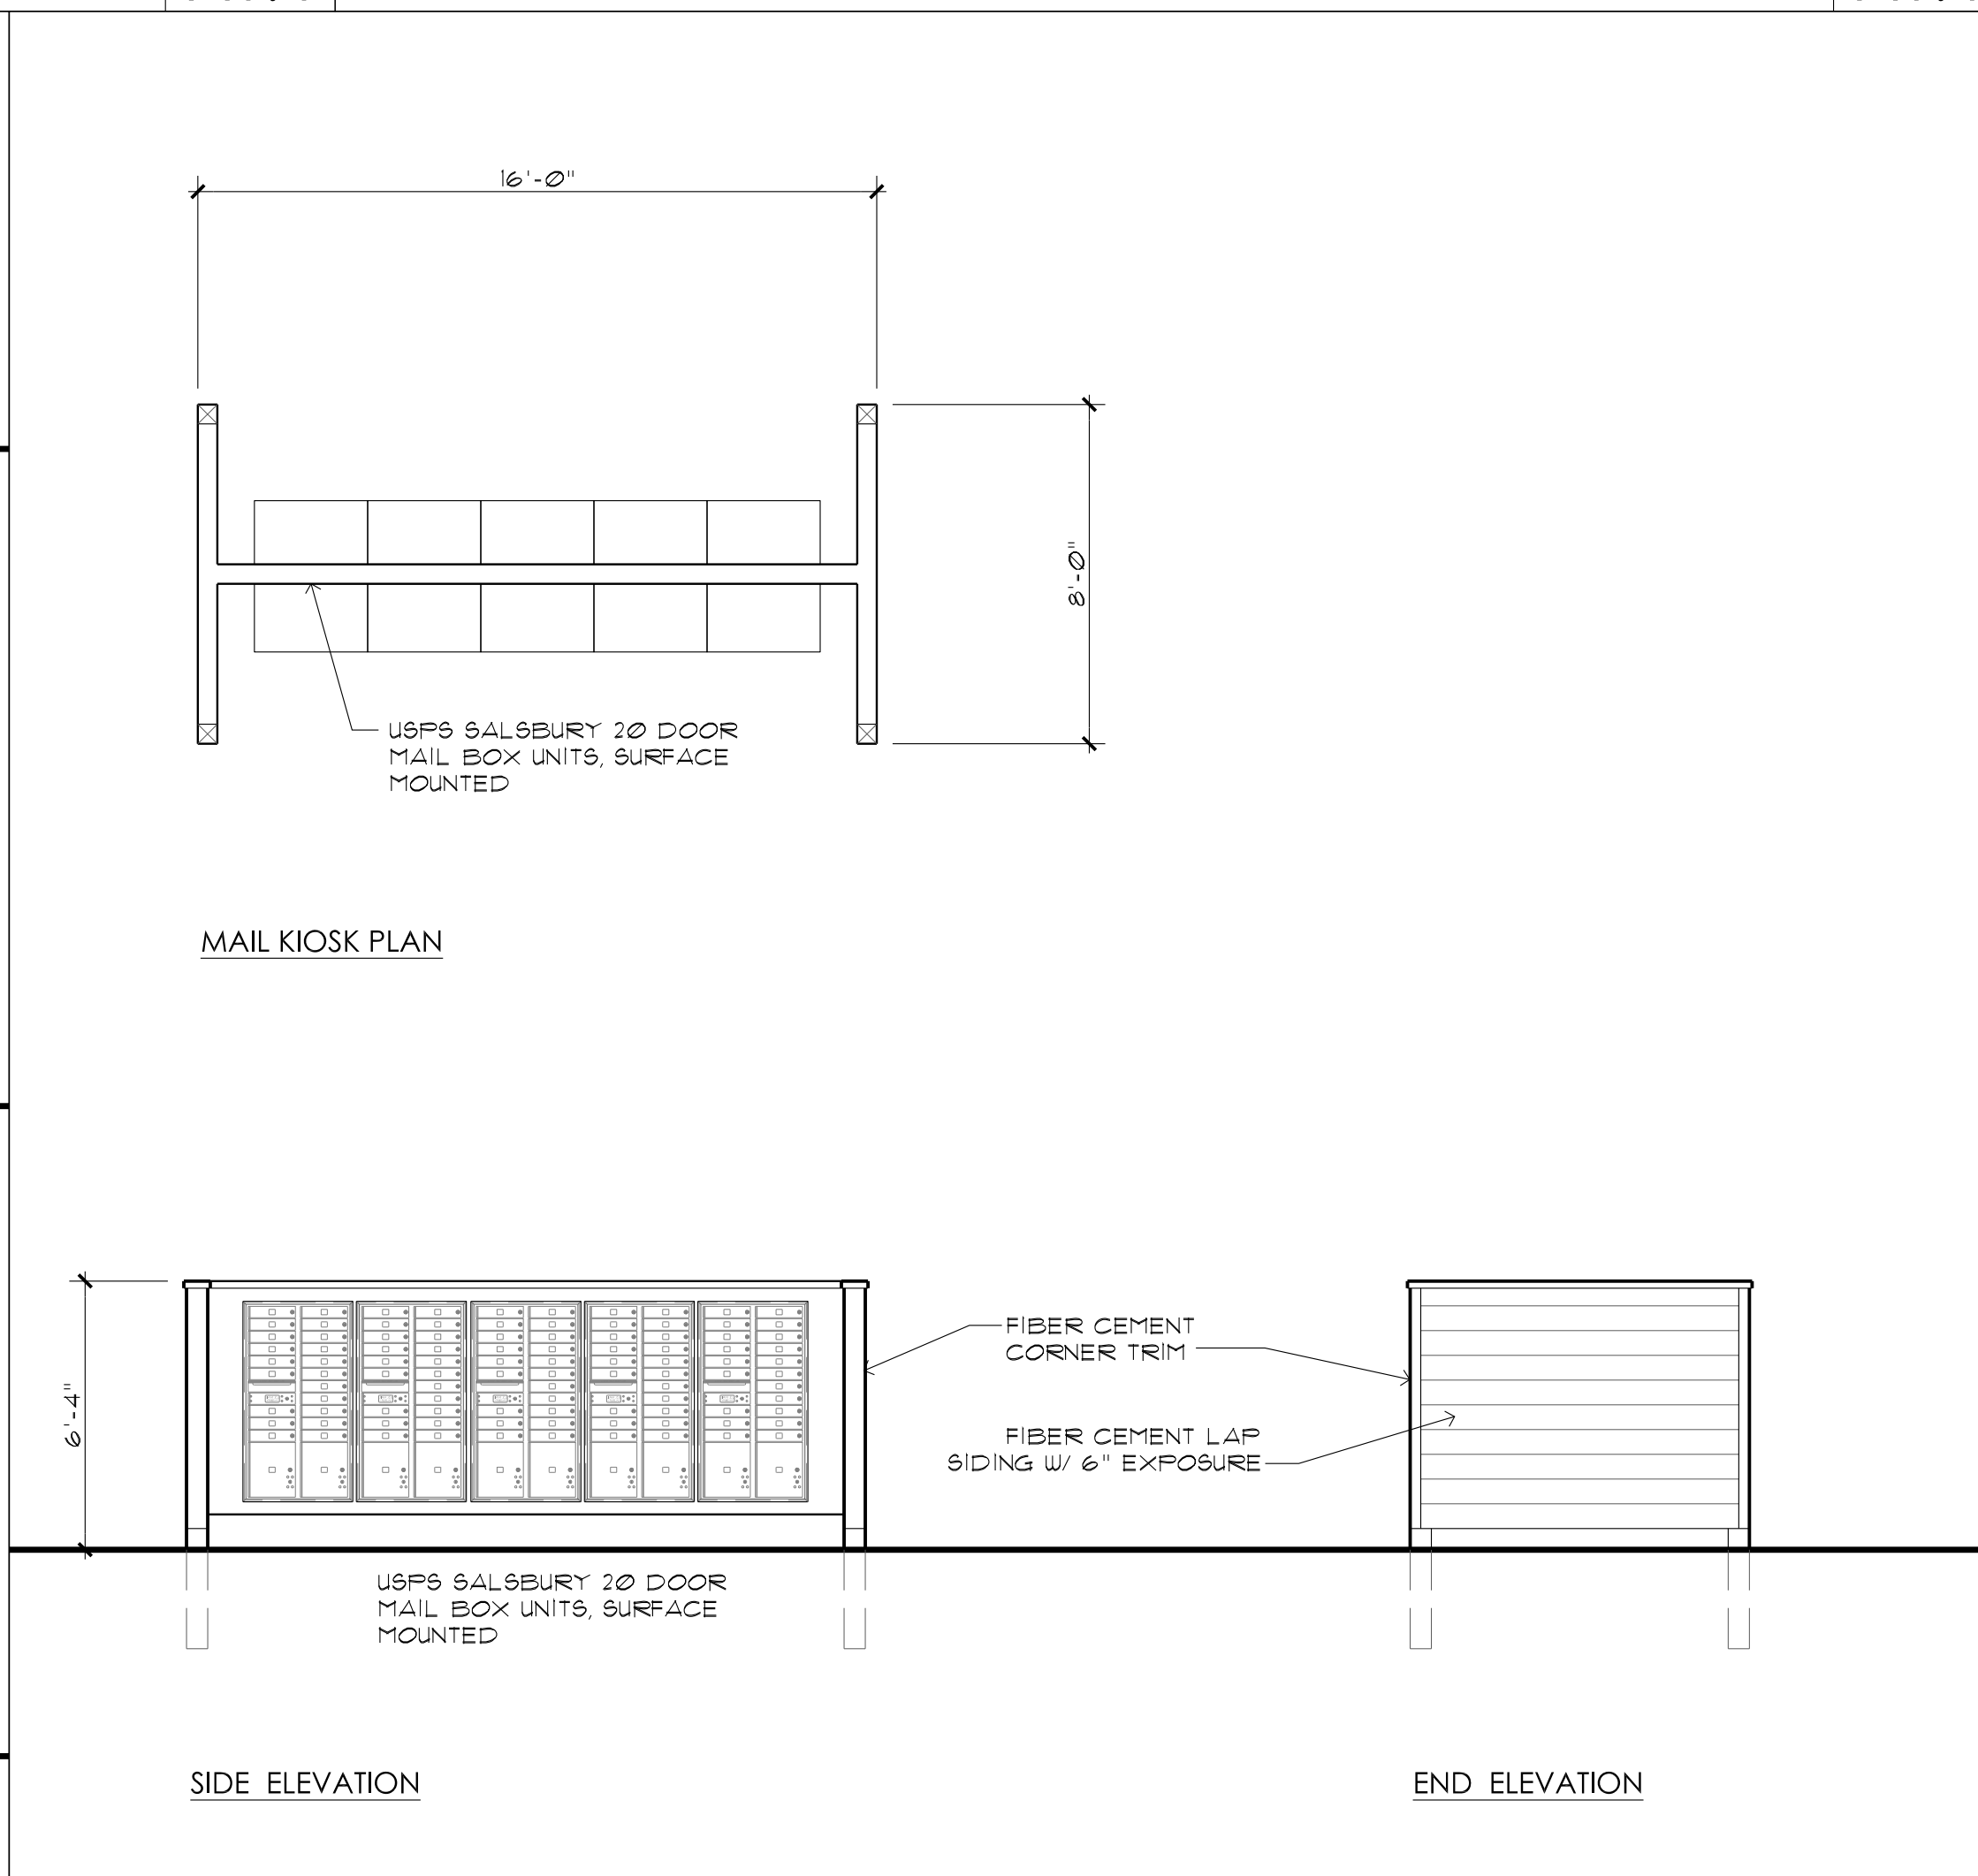 16'-0"
8'-0"
USPS SALSBURY 20 DOOR
MAIL BOX UNITS, SURFACE
MOUNTED
MAIL KIOSK PLAN
6'-4"
FIBER CEMENT
CORNER TRIM
FIBER CEMENT LAP
SIDING W/ 6" EXPOSURE
USPS SALSBURY 20 DOOR
MAIL BOX UNITS, SURFACE
MOUNTED
SIDE ELEVATION
END ELEVATION